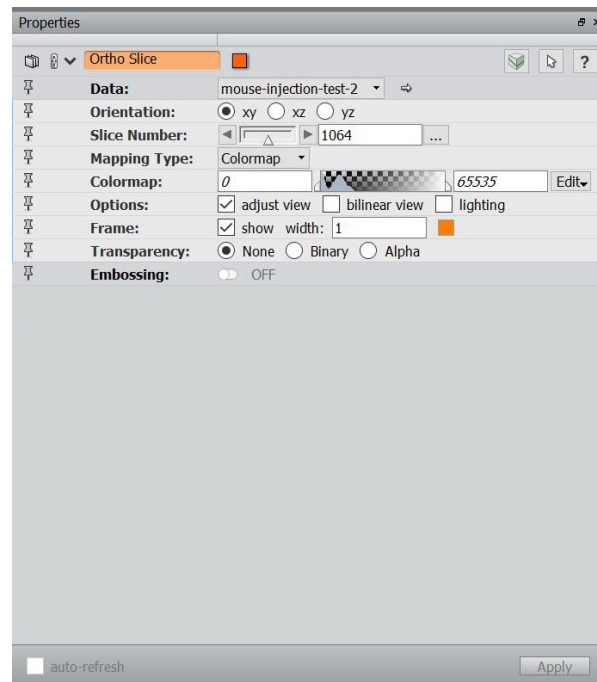 Properties
Ortho Slice ?
Data: mouse-injection-test-2
Orientation: xy xz yz
Slice Number: 1064 ...
Mapping Type: Colormap
Colormap: 0 65535 Edit
Options: adjust view bilinear view lighting
Frame: show width: 1
Transparency: None Binary Alpha
Embossing: OFF
auto-refresh Apply